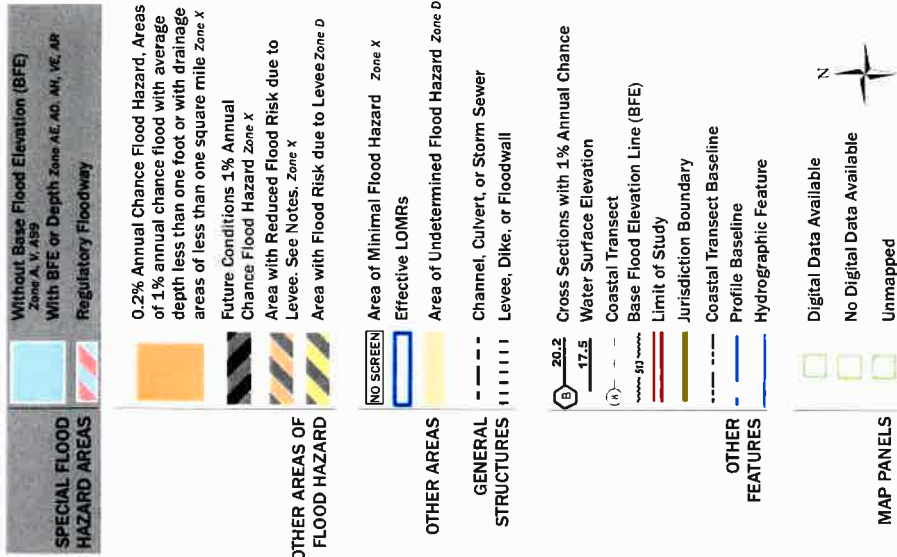 SPECIAL FLOOD
HAZARD AREAS
Without Base Flood Elevation (BFE)
Zone A, V, A99
With BFE or Depth Zone AE, AO, AH, VE, AR
Regulatory Floodway
OTHER AREAS OF
FLOOD HAZARD
0.2% Annual Chance Flood Hazard, Areas
of 1% annual chance flood with average
depth less than one foot or with drainage
areas of less than one square mile Zone X
Future Conditions 1% Annual
Chance Flood Hazard Zone X
Area with Reduced Flood Risk due to
Levee. See Notes. Zone X
Area with Flood Risk due to Levee Zone D
OTHER AREAS
NO SCREEN
Area of Minimal Flood Hazard Zone X
Effective LOMRs
Area of Undetermined Flood Hazard Zone D
GENERAL
STRUCTURES
Channel, Culvert, or Storm Sewer
Levee, Dike, or Floodwall
OTHER
FEATURES
B 20.2
Cross Sections with 1% Annual Chance
17.5
Water Surface Elevation
Coastal Transect
513
Base Flood Elevation Line (BFE)
Limit of Study
Jurisdiction Boundary
Coastal Transect Baseline
Profile Baseline
Hydrographic Feature
MAP PANELS
Digital Data Available
No Digital Data Available
Unmapped
N